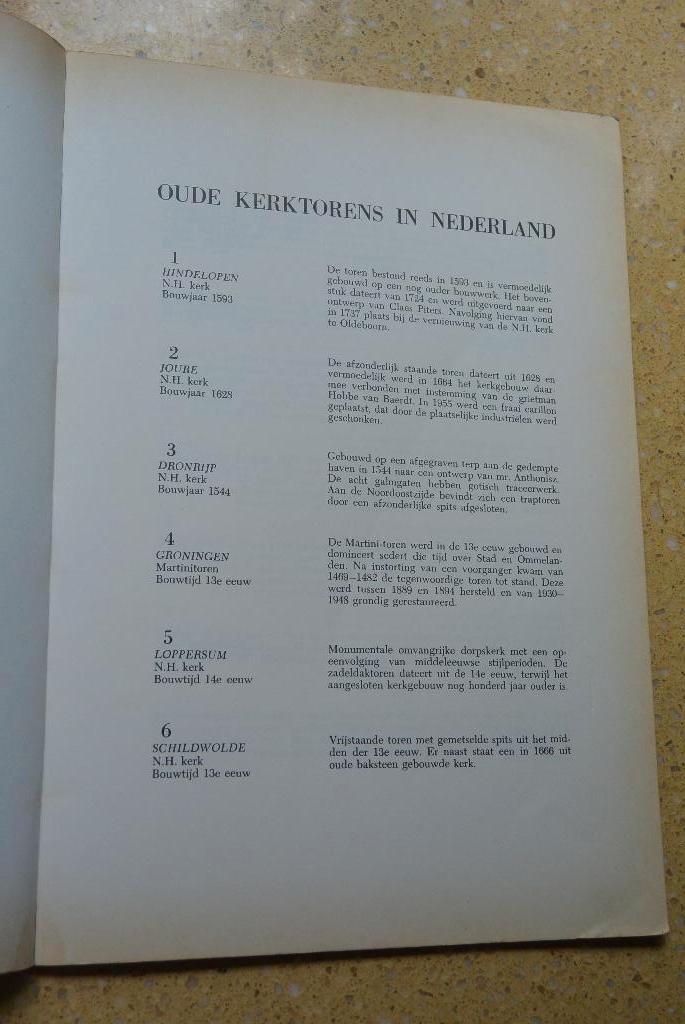 OUDE KERKTORENS IN NEDERLAND
1
HINDELOPEN
N.H. kerk
Bouwjaar 1593
De toren bestond reeds in 1593 en is vermoedelijk
gebouwd op een nog ouder bouwwerk. Het boven-
stuk dateert van 1724 en werd uitgevoerd naar een
ontwerp van Claes Piters. Navolging hiervan vond
in 1737 plaats bij de vernieuwing van de N.H. kerk
te Oldeboorn.
2
JOURE
N.H. kerk
Bouwjaar 1628
De afzonderlijk staande toren dateert uit 1628 en
vermoedelijk werd in 1684 het kerkgebouw daar-
mee verbonden met instemming van de grietman
Hobbe van Baerdt. In 1955 werd een fraai carillon
geplaatst, dat door de plaatselijke industriëlen werd
geschonken.
3
DRONRIJP
N.H. kerk
Bouwjaar 1544
Gebouwd op een afgegraven terp aan de gedempte
haven in 1544 naar een ontwerp van mr. Anthonisz.
De acht galmgaten hebben gotisch traceerwerk.
Aan de Noordoostzijde bevindt zich een traptoren
door een afzonderlijke spits afgesloten.
4
GRONINGEN
Martinitoren
Bouwtijd 13e eeuw
De Martini-toren werd in de 13e eeuw gebouwd en
domineert sedert die tijd over Stad en Ommelan-
den. Na instorting van een voorganger kwam van
1469–1482 de tegenwoordige toren tot stand. Deze
werd tussen 1889 en 1894 hersteld en van 1930–
1948 grondig gerestaureerd.
5
LOPPERSUM
N.H. kerk
Bouwtijd 14e eeuw
Monumentale omvangrijke dorpskerk met een op-
eenvolging van middeleeuwse stijlperioden. De
zadeldaktoren dateert uit de 14e eeuw, terwijl het
aangesloten kerkgebouw nog honderd jaar ouder is
6
SCHILDWOLDE
N.H. kerk
Bouwtijd 13e eeuw
Vrijstaande toren met gemetselde spits uit het mid-
den der 13e eeuw. Er naast staat een in 1666 uit
oude baksteen gebouwde kerk.